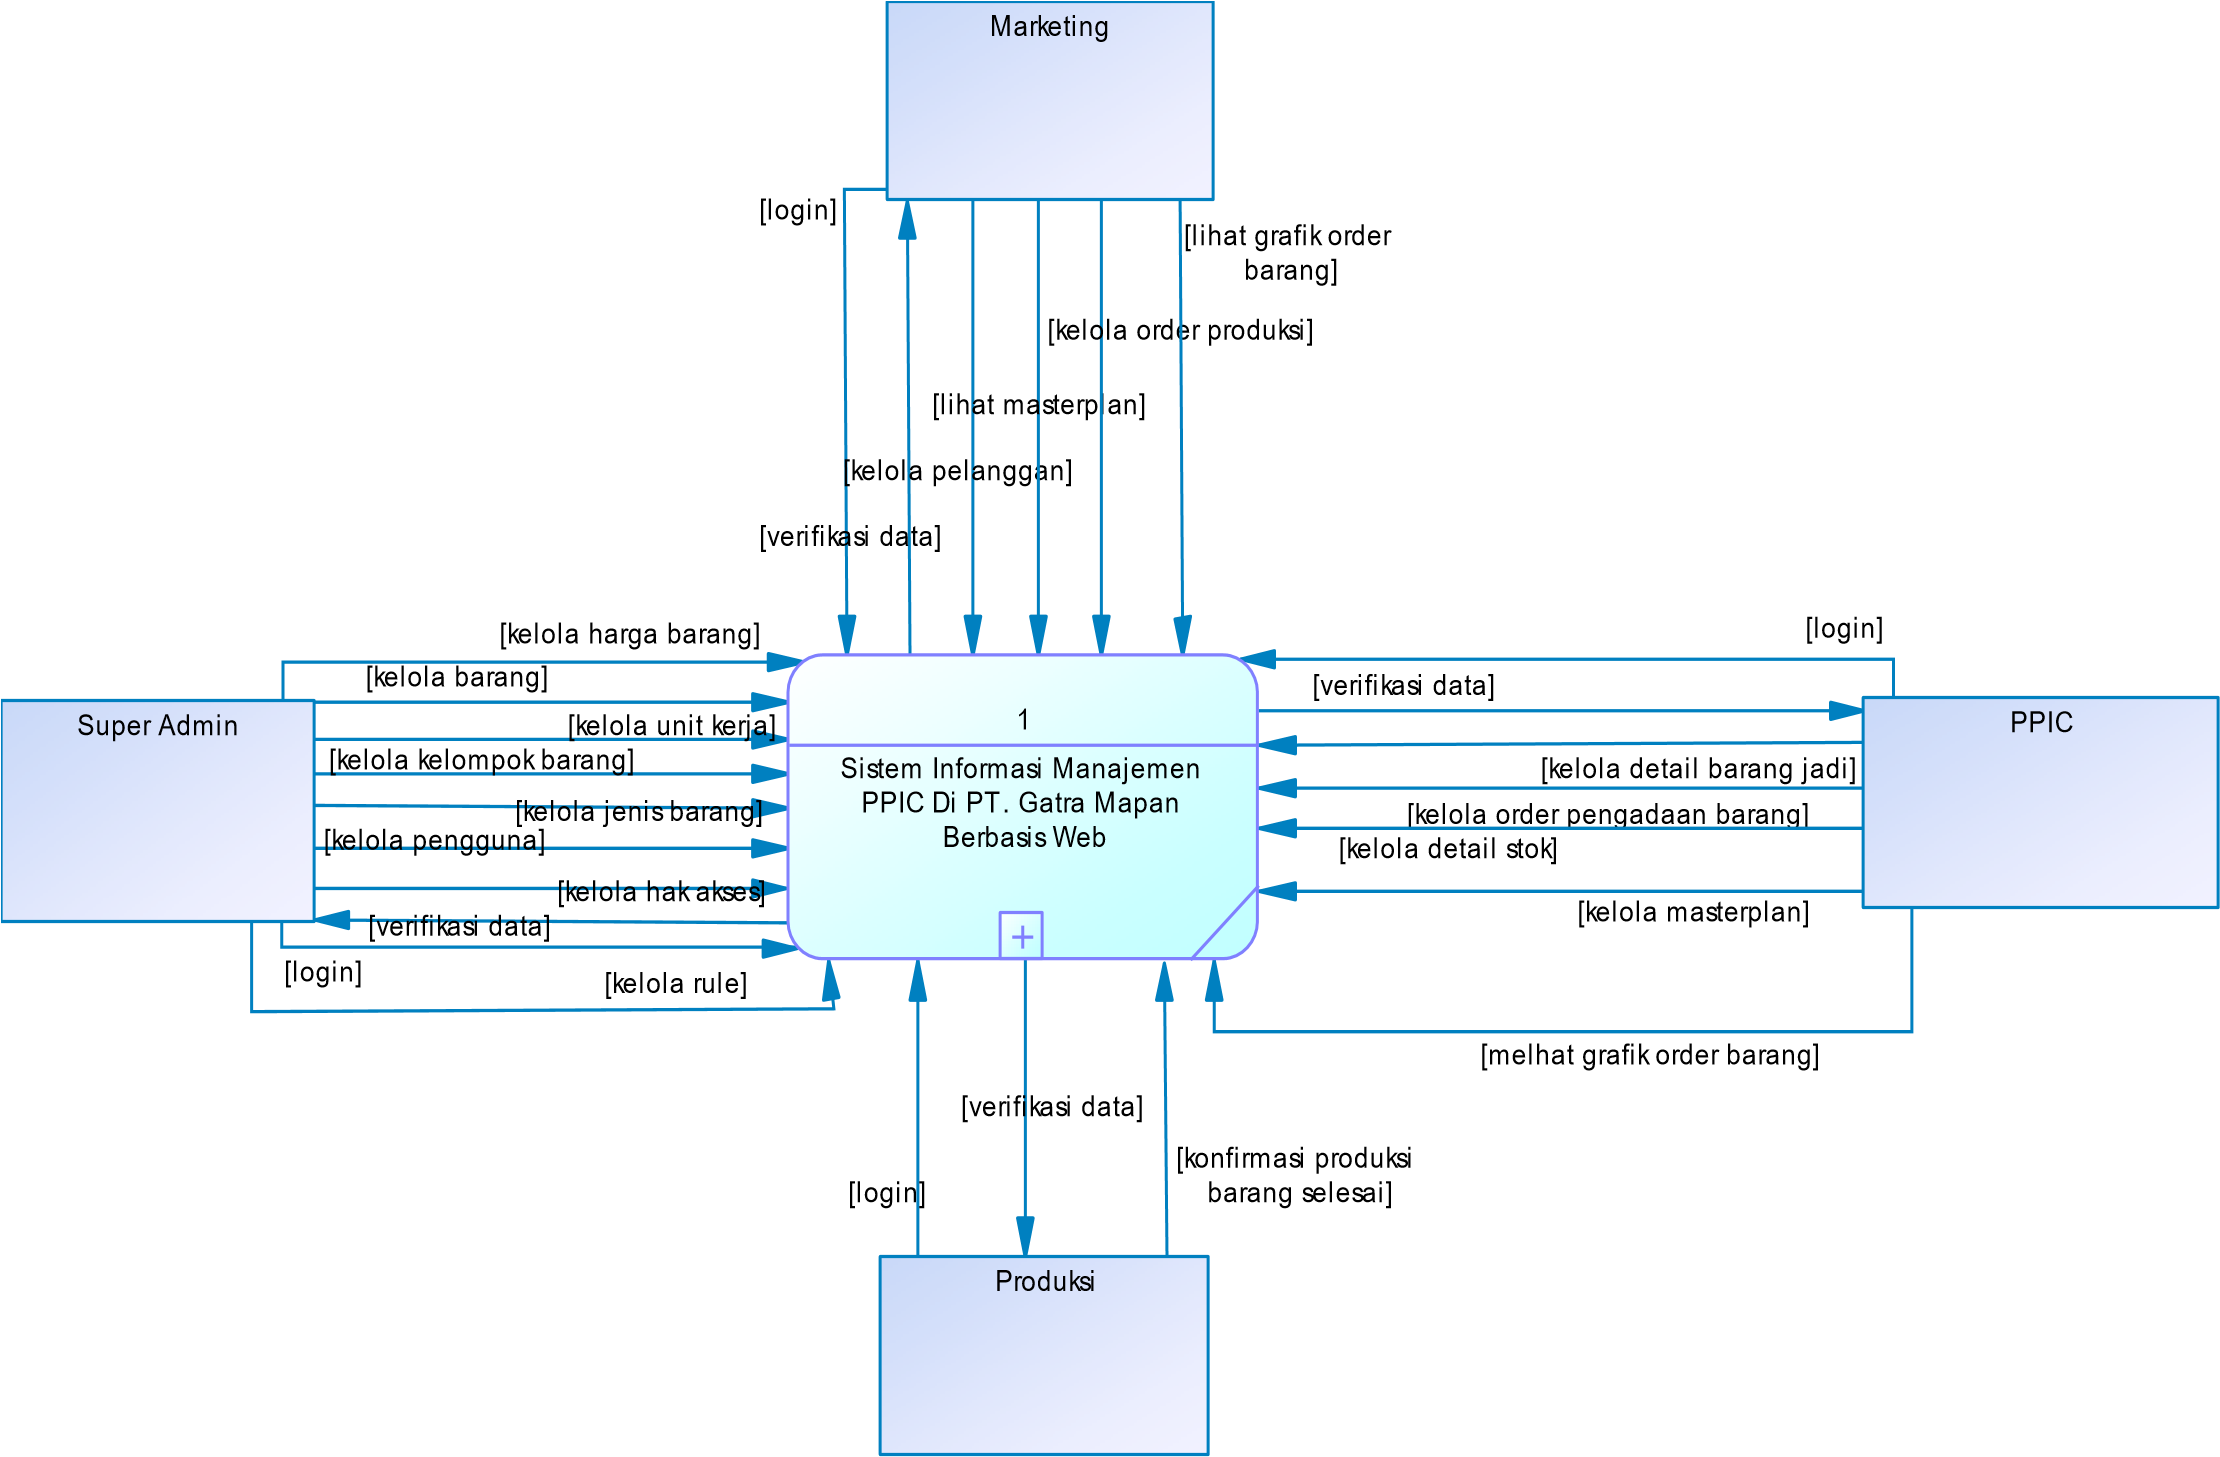 Marketing
[login]
[lihat grafik order
barang]
[kelola order produksi]
[lihat masterplan]
[kelola pelanggan]
[verifikasi data]
[kelola harga barang]
[kelola barang]
Super Admin
[kelola unit kerja]
[kelola kelompok barang]
[kelola jenis barang]
[kelola pengguna]
[kelola hak akses]
[verifikasi data]
[login]
[kelola rule]
1
Sistem Informasi Manajemen
PPIC Di PT. Gatra Mapan
Berbasis Web
[login]
[verifikasi data]
PPIC
[kelola detail barang jadi]
[kelola order pengadaan barang]
[kelola detail stok]
[kelola masterplan]
[melhat grafik order barang]
[verifikasi data]
[konfirmasi produksi
barang selesai]
[login]
Produksi